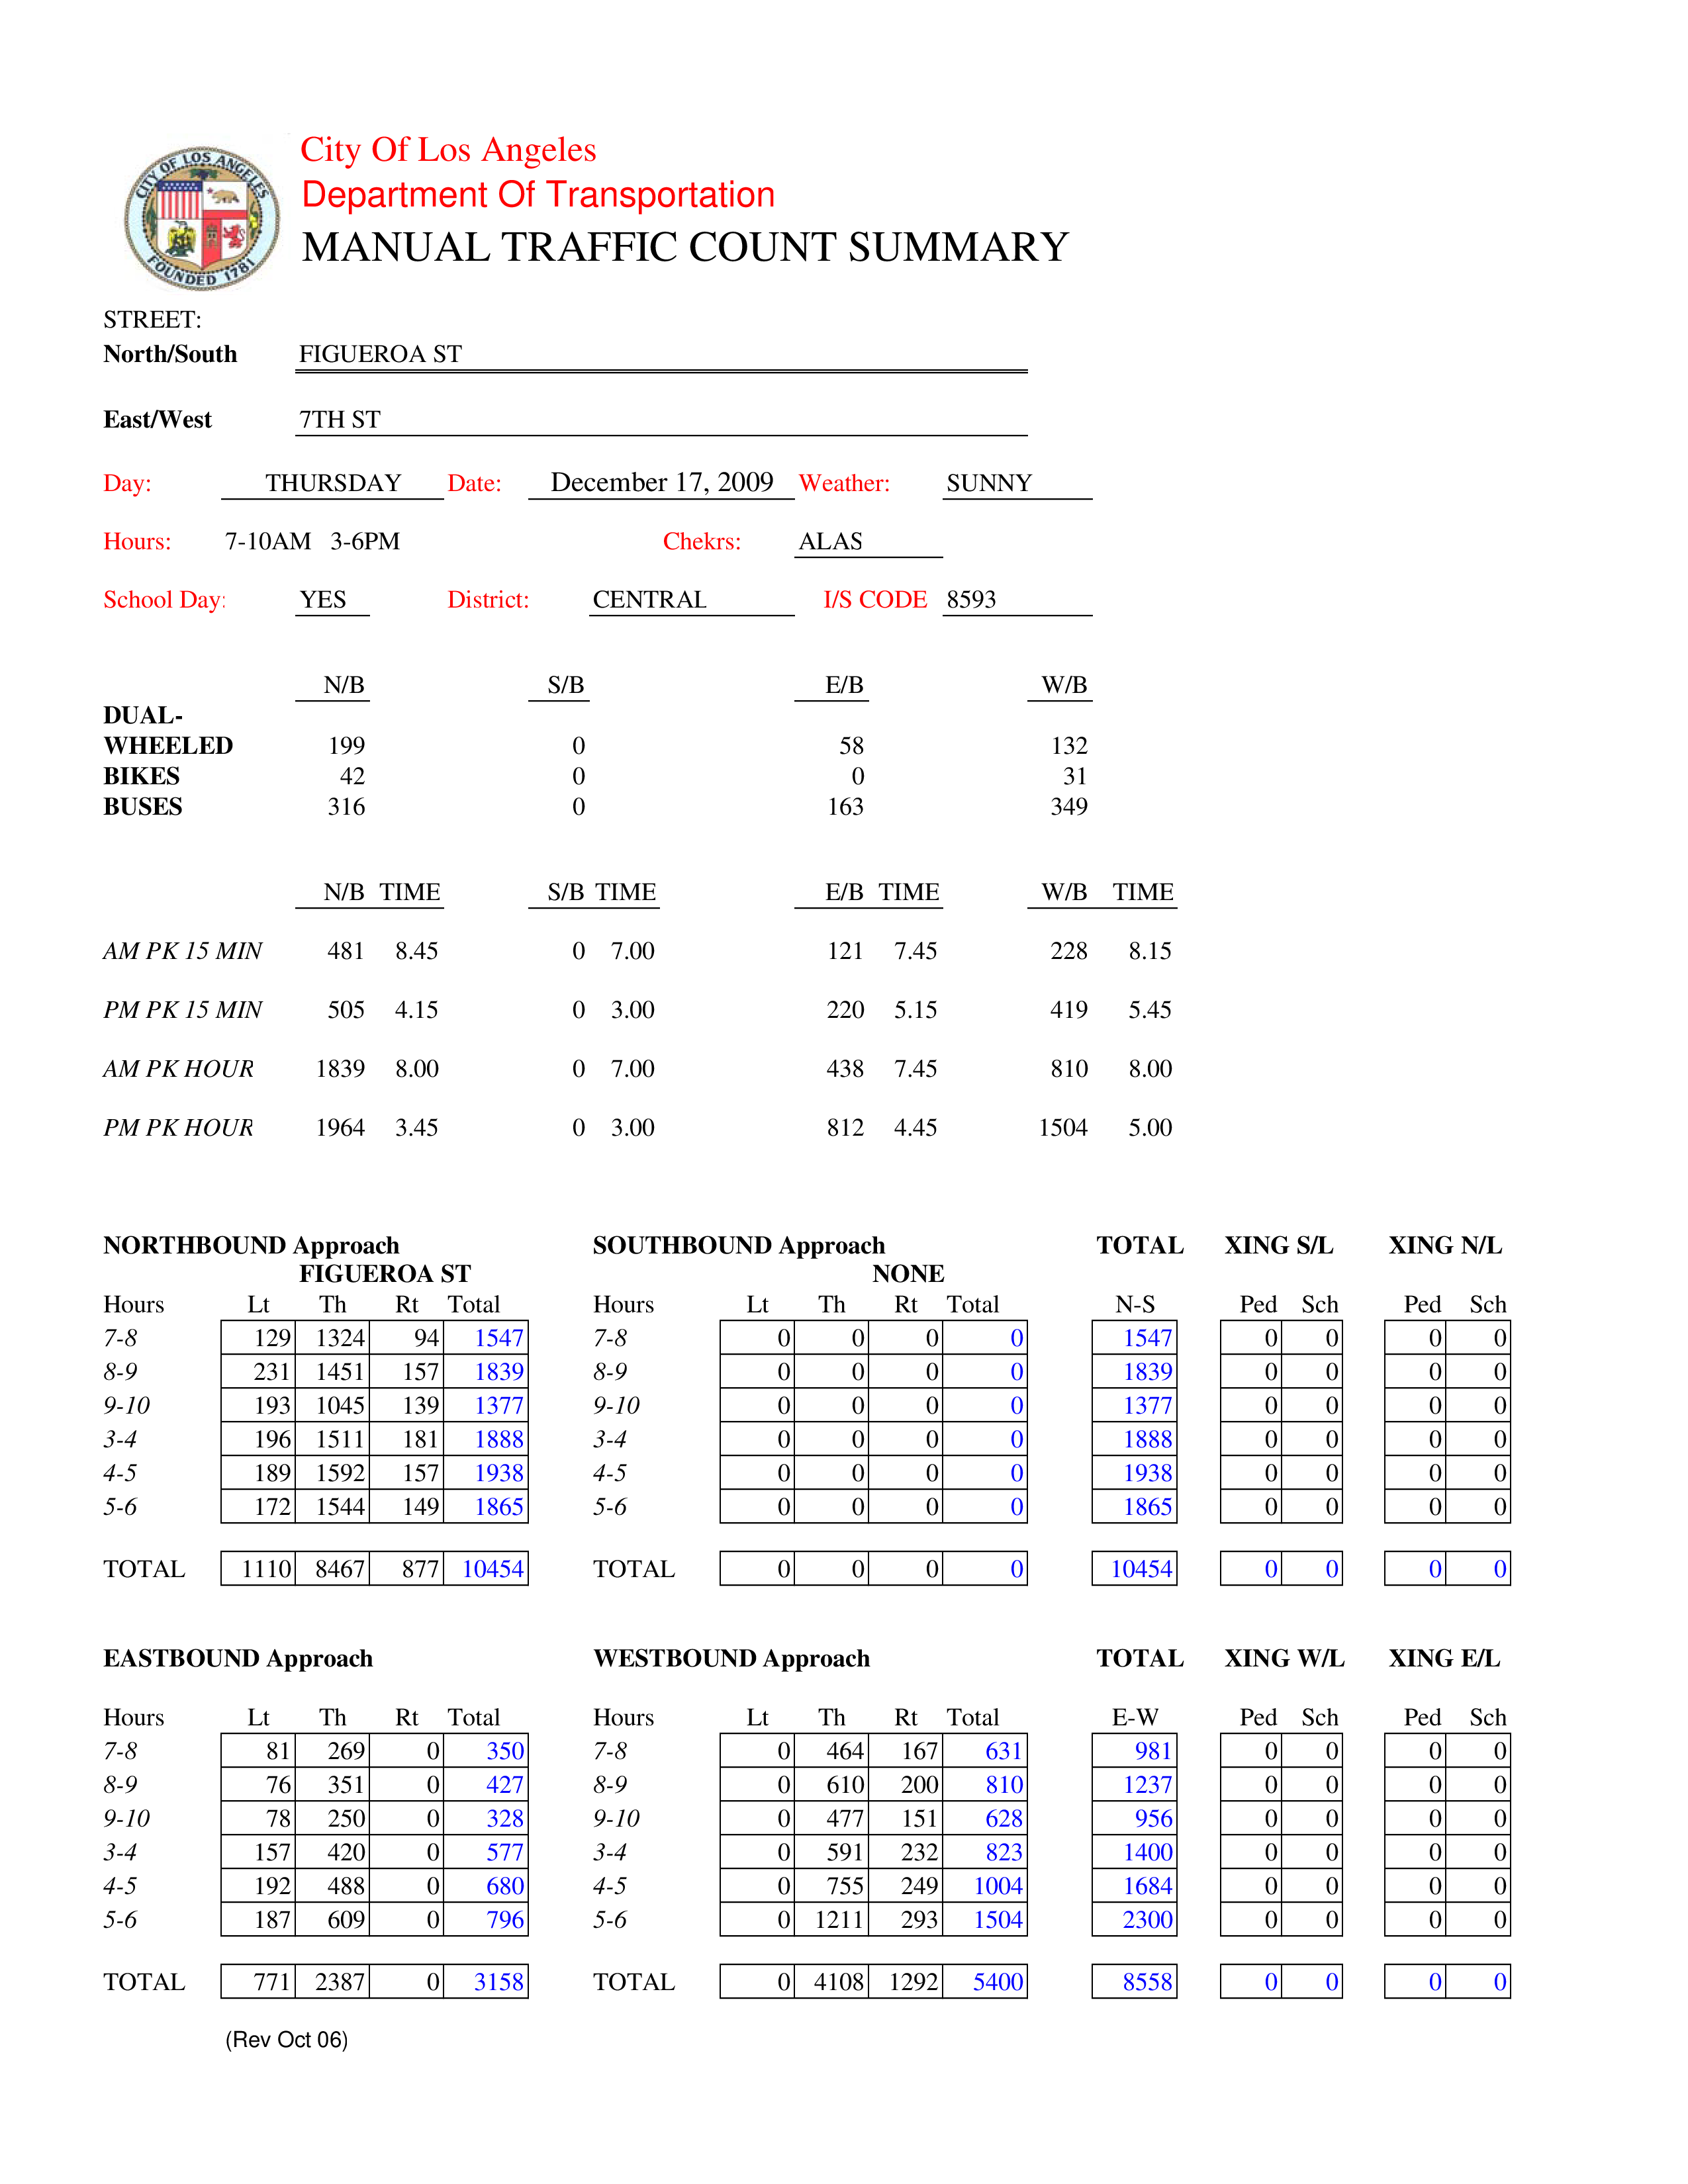 CITY OF LOS ANGELES
FOUNDED 1781
City Of Los Angeles
Department Of Transportation
MANUAL TRAFFIC COUNT SUMMARY
STREET:
North/South FIGUEROA ST
East/West 7TH ST
Day: THURSDAY Date: December 17, 2009 Weather: SUNNY
Hours: 7-10AM 3-6PM Chekrs: ALAS
School Day: YES District: CENTRAL I/S CODE 8593
N/B S/B E/B W/B
DUAL-
WHEELED 199 0 58 132
BIKES 42 0 0 31
BUSES 316 0 163 349
N/B TIME S/B TIME E/B TIME W/B TIME
AM PK 15 MIN 481 8.45 0 7.00 121 7.45 228 8.15
PM PK 15 MIN 505 4.15 0 3.00 220 5.15 419 5.45
AM PK HOUR 1839 8.00 0 7.00 438 7.45 810 8.00
PM PK HOUR 1964 3.45 0 3.00 812 4.45 1504 5.00
NORTHBOUND Approach SOUTHBOUND Approach TOTAL XING S/L XING N/L
FIGUEROA ST NONE
Hours Lt Th Rt Total Hours Lt Th Rt Total N-S Ped Sch Ped Sch
7-8 129 1324 94 1547 7-8 0 0 0 0 1547 0 0 0 0
8-9 231 1451 157 1839 8-9 0 0 0 0 1839 0 0 0 0
9-10 193 1045 139 1377 9-10 0 0 0 0 1377 0 0 0 0
3-4 196 1511 181 1888 3-4 0 0 0 0 1888 0 0 0 0
4-5 189 1592 157 1938 4-5 0 0 0 0 1938 0 0 0 0
5-6 172 1544 149 1865 5-6 0 0 0 0 1865 0 0 0 0
TOTAL 1110 8467 877 10454 TOTAL 0 0 0 0 10454 0 0 0 0
EASTBOUND Approach WESTBOUND Approach TOTAL XING W/L XING E/L
Hours Lt Th Rt Total Hours Lt Th Rt Total E-W Ped Sch Ped Sch
7-8 81 269 0 350 7-8 0 464 167 631 981 0 0 0 0
8-9 76 351 0 427 8-9 0 610 200 810 1237 0 0 0 0
9-10 78 250 0 328 9-10 0 477 151 628 956 0 0 0 0
3-4 157 420 0 577 3-4 0 591 232 823 1400 0 0 0 0
4-5 192 488 0 680 4-5 0 755 249 1004 1684 0 0 0 0
5-6 187 609 0 796 5-6 0 1211 293 1504 2300 0 0 0 0
TOTAL 771 2387 0 3158 TOTAL 0 4108 1292 5400 8558 0 0 0 0
(Rev Oct 06)